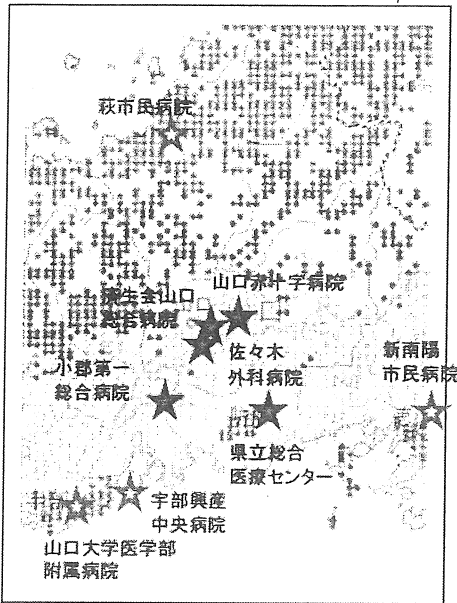 萩市民病院
山口赤十字病院
済生会山口
総合病院
佐々木
外科病院
新南陽
市民病院
小郡第一
総合病院
県立総合
医療センター
宇部興産
中央病院
山口大学医学部
附属病院